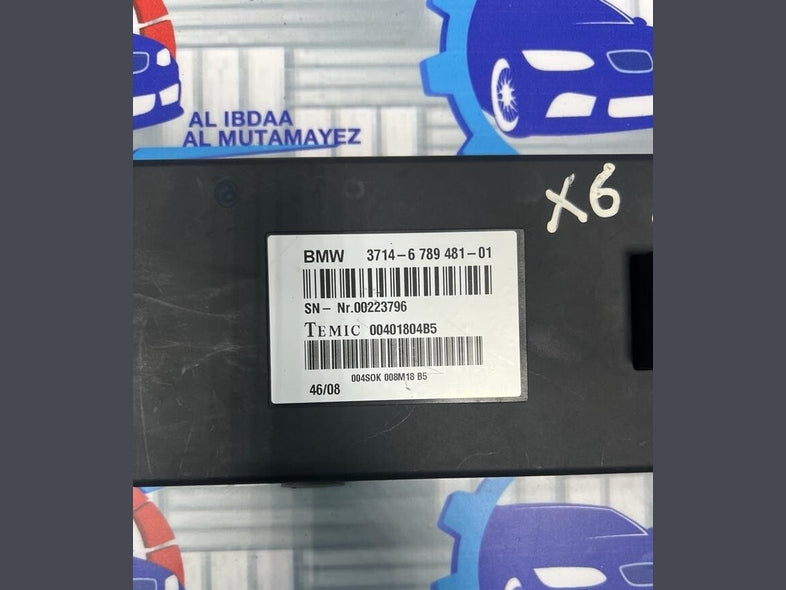 AL IBDAA
AL MUTAMAYEZ
X6
BMW 3714-6 789 481-01
SN- Nr.00223796
TEMIC 00401804B5
004SOK 008M18 B5
46/08